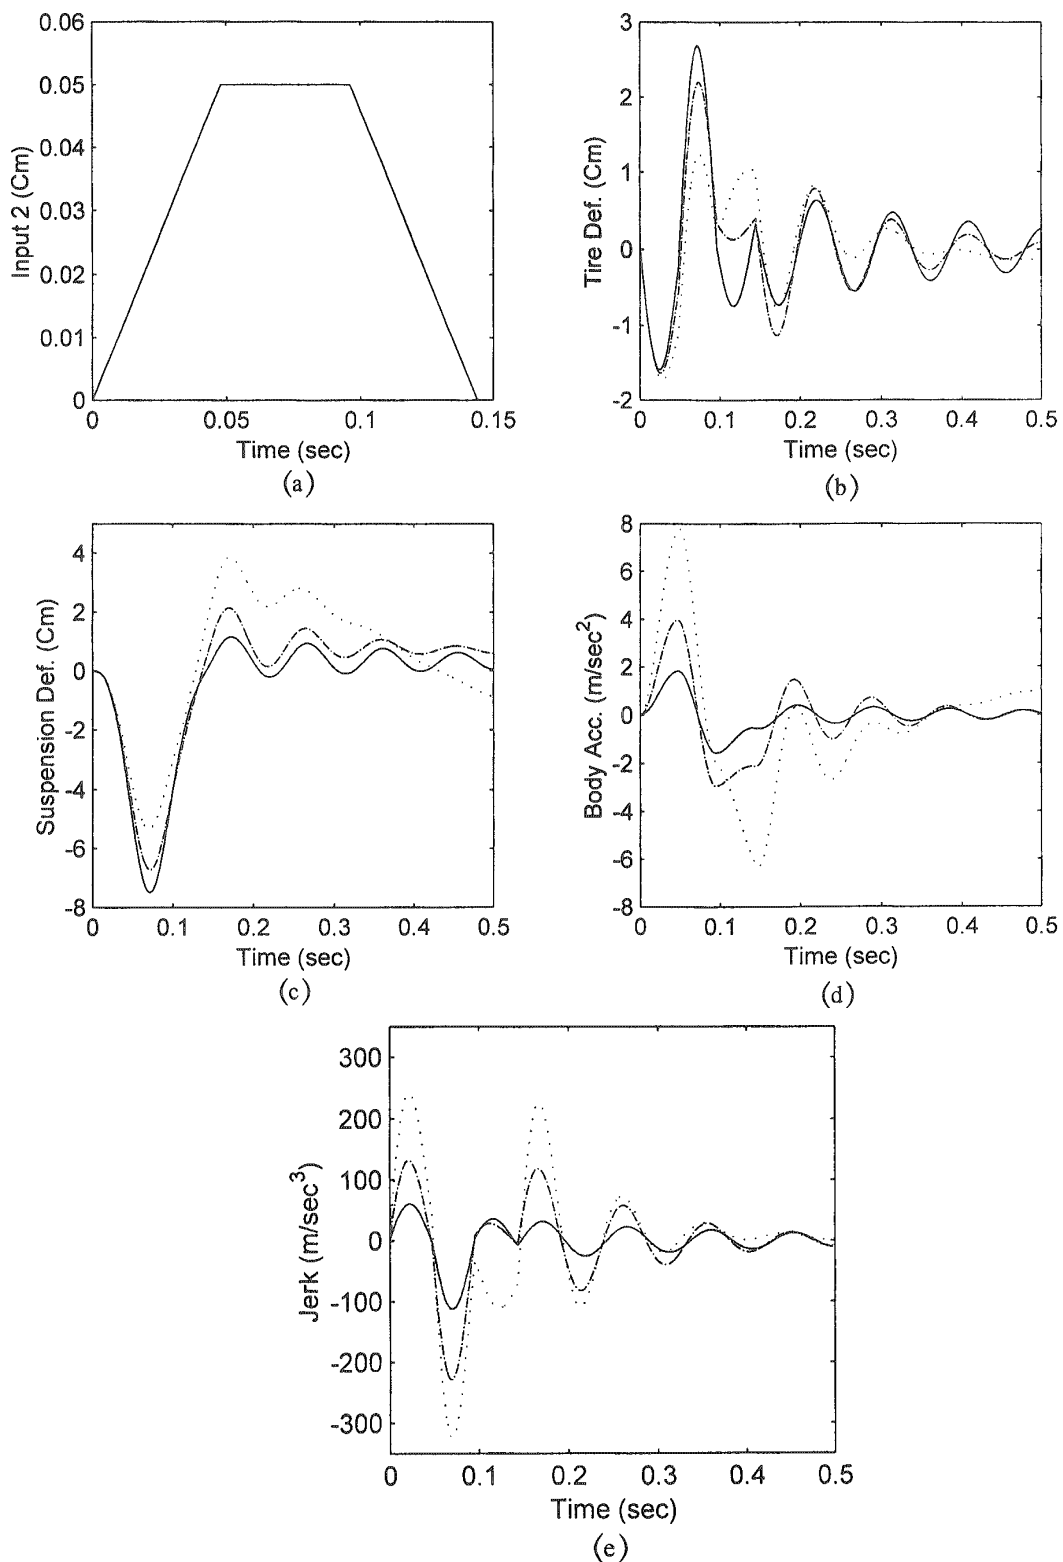 0.06
0.05
0.04
0.03
0.02
0.01
0
Input 2 (Cm)
0 0.05 0.1 0.15
Time (sec)
(a)
3
2
1
0
-1
-2
Tire Def. (Cm)
0 0.1 0.2 0.3 0.4 0.5
Time (sec)
(b)
4
2
0
-2
-4
-6
-8
Suspension Def. (Cm)
0 0.1 0.2 0.3 0.4 0.5
Time (sec)
(c)
8
6
4
2
0
-2
-4
-6
-8
Body Acc. (m/sec²)
0 0.1 0.2 0.3 0.4 0.5
Time (sec)
(d)
300
200
100
0
-100
-200
-300
Jerk (m/sec³)
0 0.1 0.2 0.3 0.4 0.5
Time (sec)
(e)